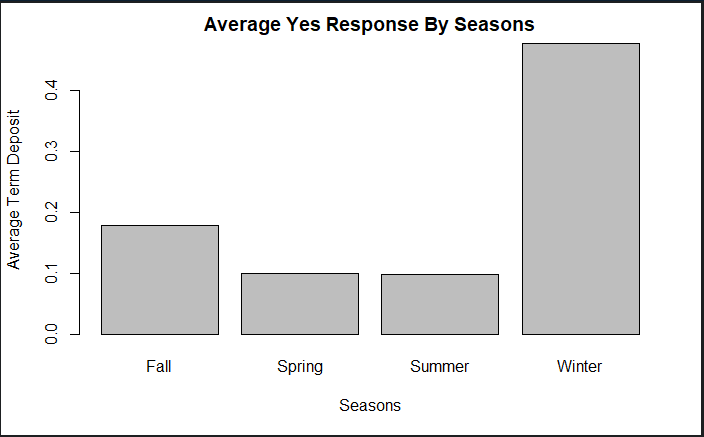 Average Yes Response By Seasons
Average Term Deposit
0.4
0.3
0.2
0.1
0.0
Fall Spring Summer Winter
Seasons